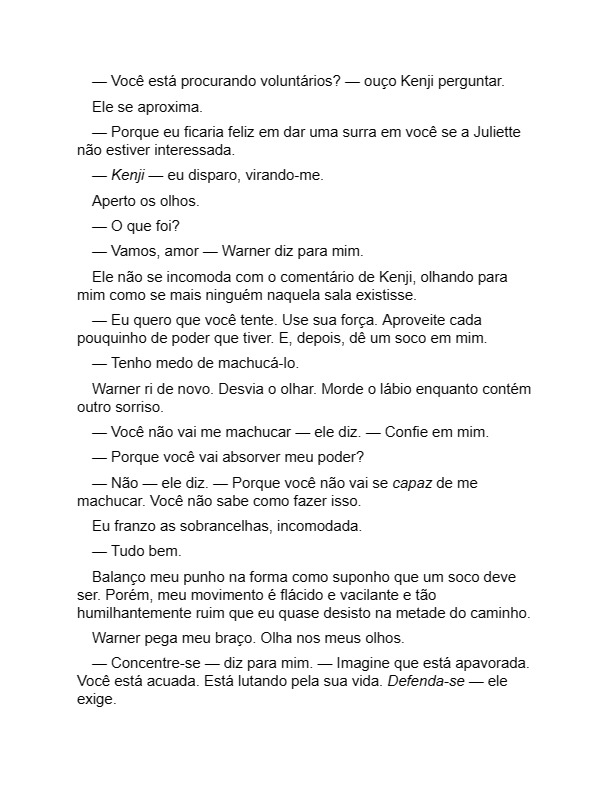 — Você está procurando voluntários? — ouço Kenji perguntar.
Ele se aproxima.
— Porque eu ficaria feliz em dar uma surra em você se a Juliette
não estiver interessada.
— Kenji — eu disparo, virando-me.
Aperto os olhos.
— O que foi?
— Vamos, amor — Warner diz para mim.
Ele não se incomoda com o comentário de Kenji, olhando para
mim como se mais ninguém naquela sala existisse.
— Eu quero que você tente. Use sua força. Aproveite cada
pouquinho de poder que tiver. E, depois, dê um soco em mim.
— Tenho medo de machucá-lo.
Warner ri de novo. Desvia o olhar. Morde o lábio enquanto contém
outro sorriso.
— Você não vai me machucar — ele diz. — Confie em mim.
— Porque você vai absorver meu poder?
— Não — ele diz. — Porque você não vai se capaz de me
machucar. Você não sabe como fazer isso.
Eu franzo as sobrancelhas, incomodada.
— Tudo bem.
Balanço meu punho na forma como suponho que um soco deve
ser. Porém, meu movimento é flácido e vacilante e tão
humilhantemente ruim que eu quase desisto na metade do caminho.
Warner pega meu braço. Olha nos meus olhos.
— Concentre-se — diz para mim. — Imagine que está apavorada.
Você está acuada. Está lutando pela sua vida. Defenda-se — ele
exige.